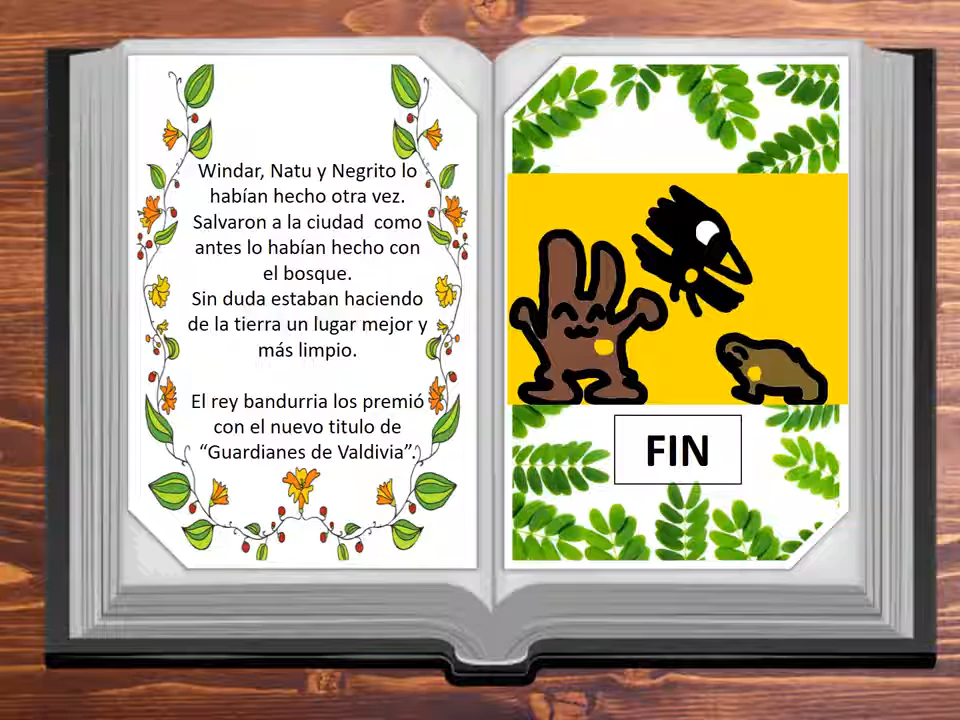 Windar, Natu y Negrito lo
habían hecho otra vez.
Salvaron a la ciudad  como
antes lo habían hecho con
el bosque.
Sin duda estaban haciendo
de la tierra un lugar mejor y
más limpio.
El rey bandurria los premió
con el nuevo titulo de
“Guardianes de Valdivia”.
FIN